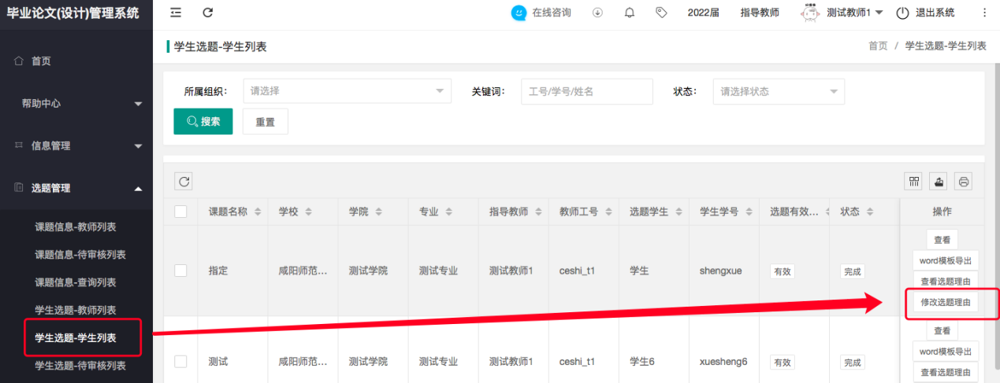 毕业论文(设计)管理系统
在线咨询
2022届
指导教师
测试教师1
退出系统
首页
帮助中心
信息管理
选题管理
课题信息-教师列表
课题信息-待审核列表
课题信息-查询列表
学生选题-教师列表
学生选题-学生列表
学生选题-待审核列表
学生选题-学生列表
首页 / 学生选题-学生列表
所属组织： 请选择
关键词： 工号/学号/姓名
状态： 请选择状态
搜索
重置
课题名称 学校 学院 专业 指导教师 教师工号 选题学生 学生学号 选题有效... 状态 操作
指定 咸阳师范... 测试学院 测试专业 测试教师1 ceshi_t1 学生 shengxue 有效 完成
查看
word模板导出
查看选题理由
修改选题理由
测试 咸阳师范... 测试学院 测试专业 测试教师1 ceshi_t1 学生6 xuesheng6 有效 完成
查看
word模板导出
查看选题理由